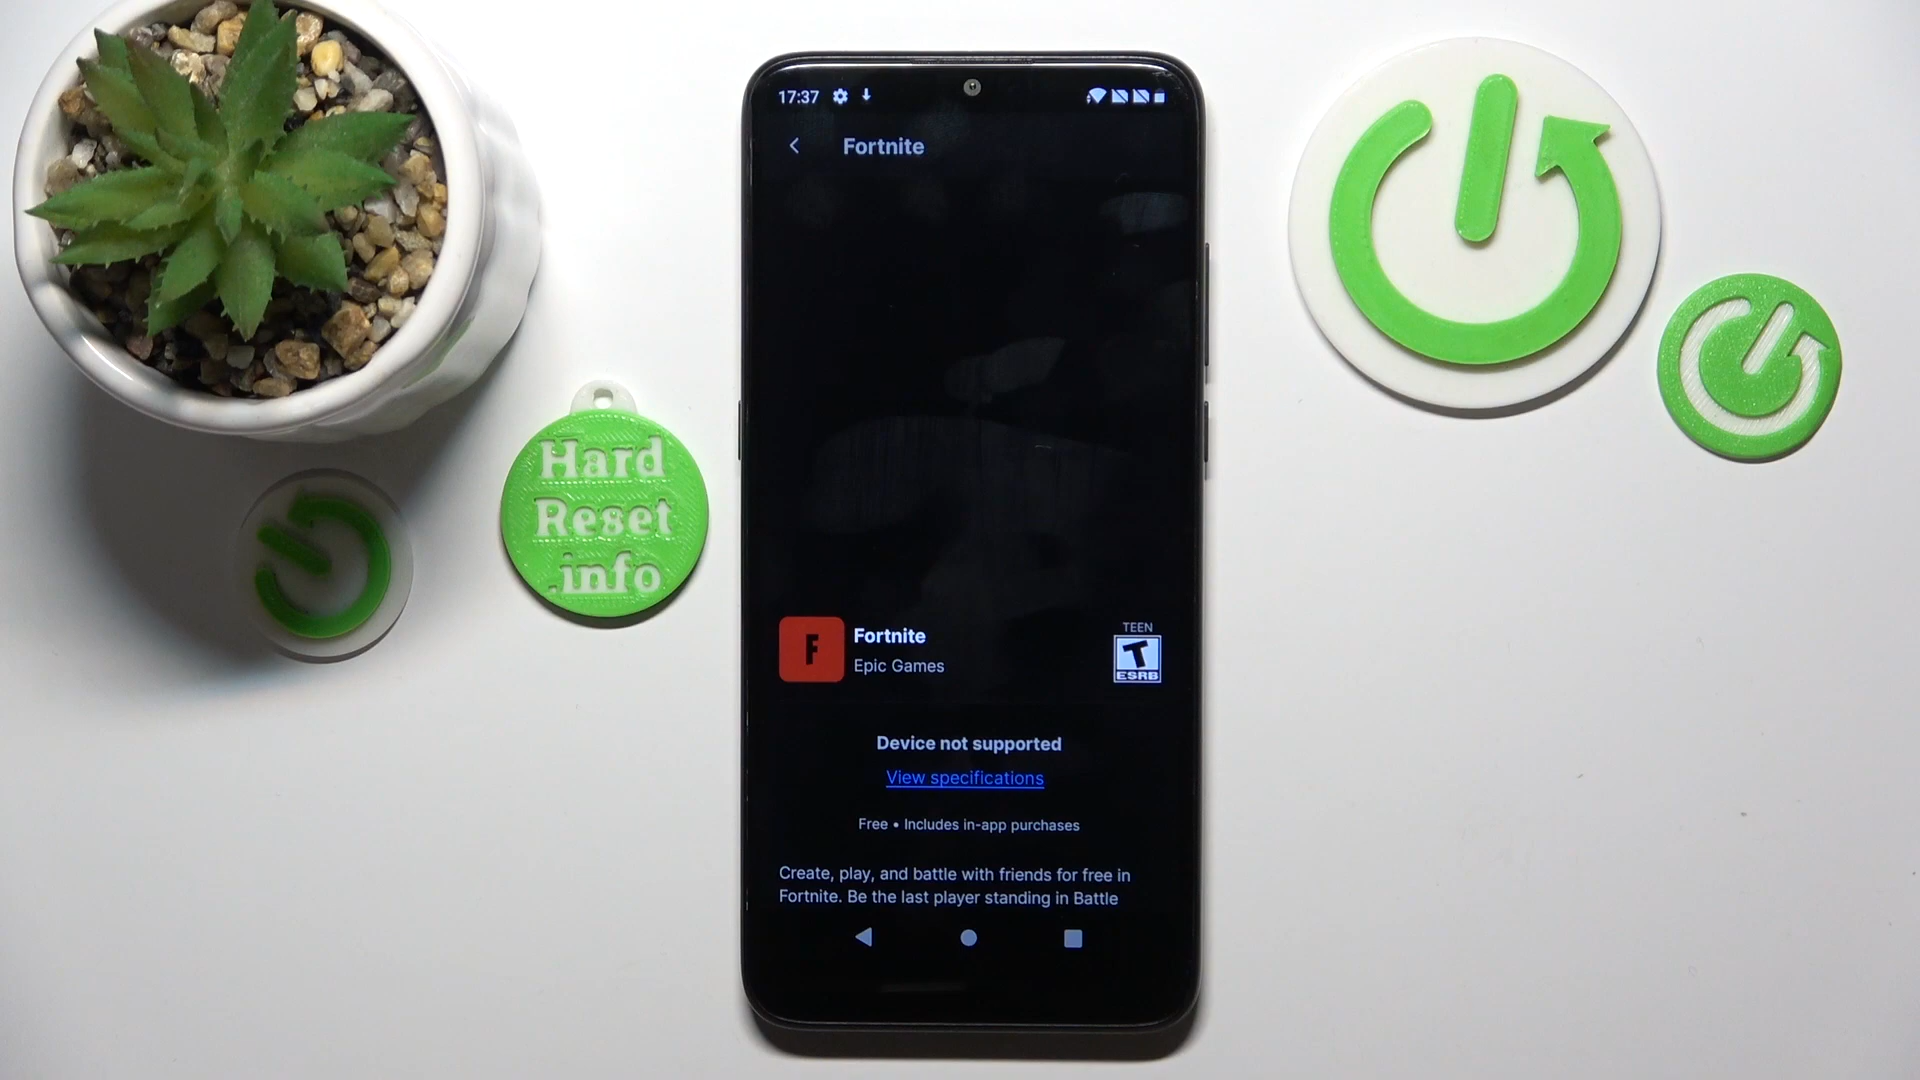 17:37
Fortnite
F
Fortnite
Epic Games
TEEN
T
ESRB
Device not supported
View specifications
Free • Includes in-app purchases
Create, play, and battle with friends for free in
Fortnite. Be the last player standing in Battle
Hard
Reset
.info